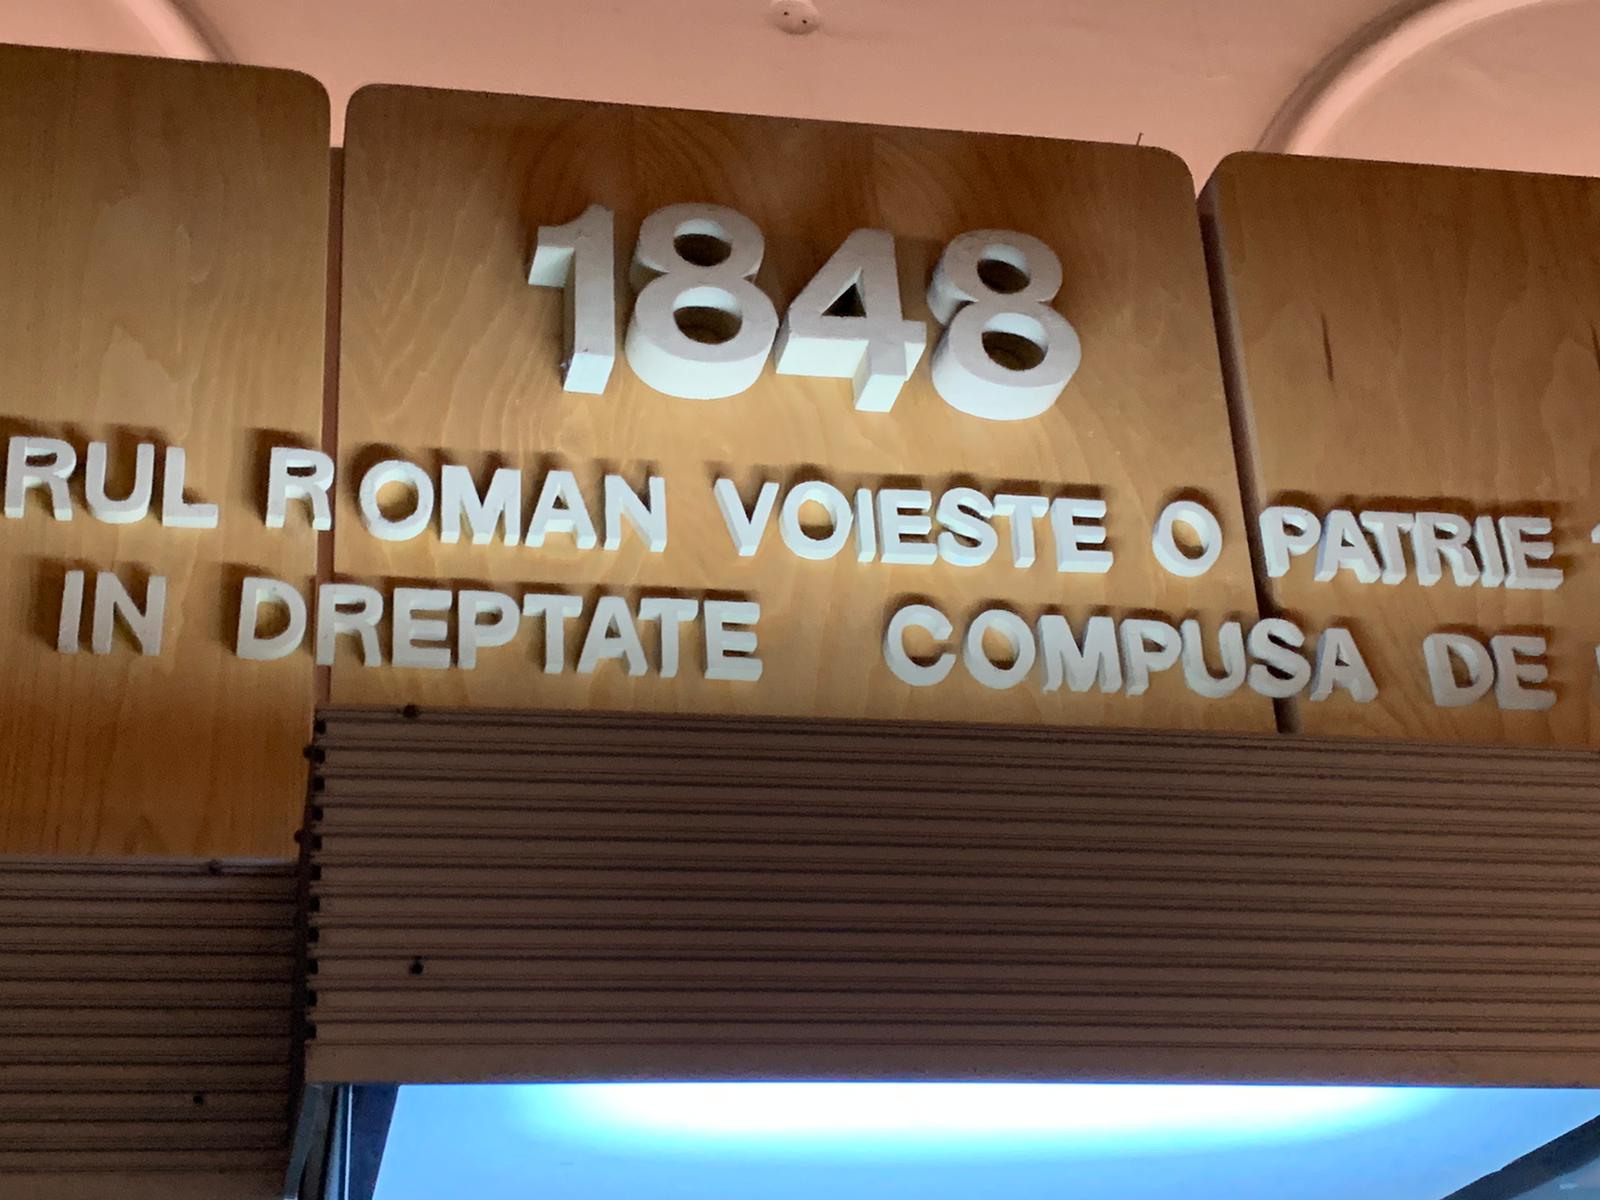 1848
RUL ROMAN VOIESTE O PATRIE
IN DREPTATE COMPUSA DE